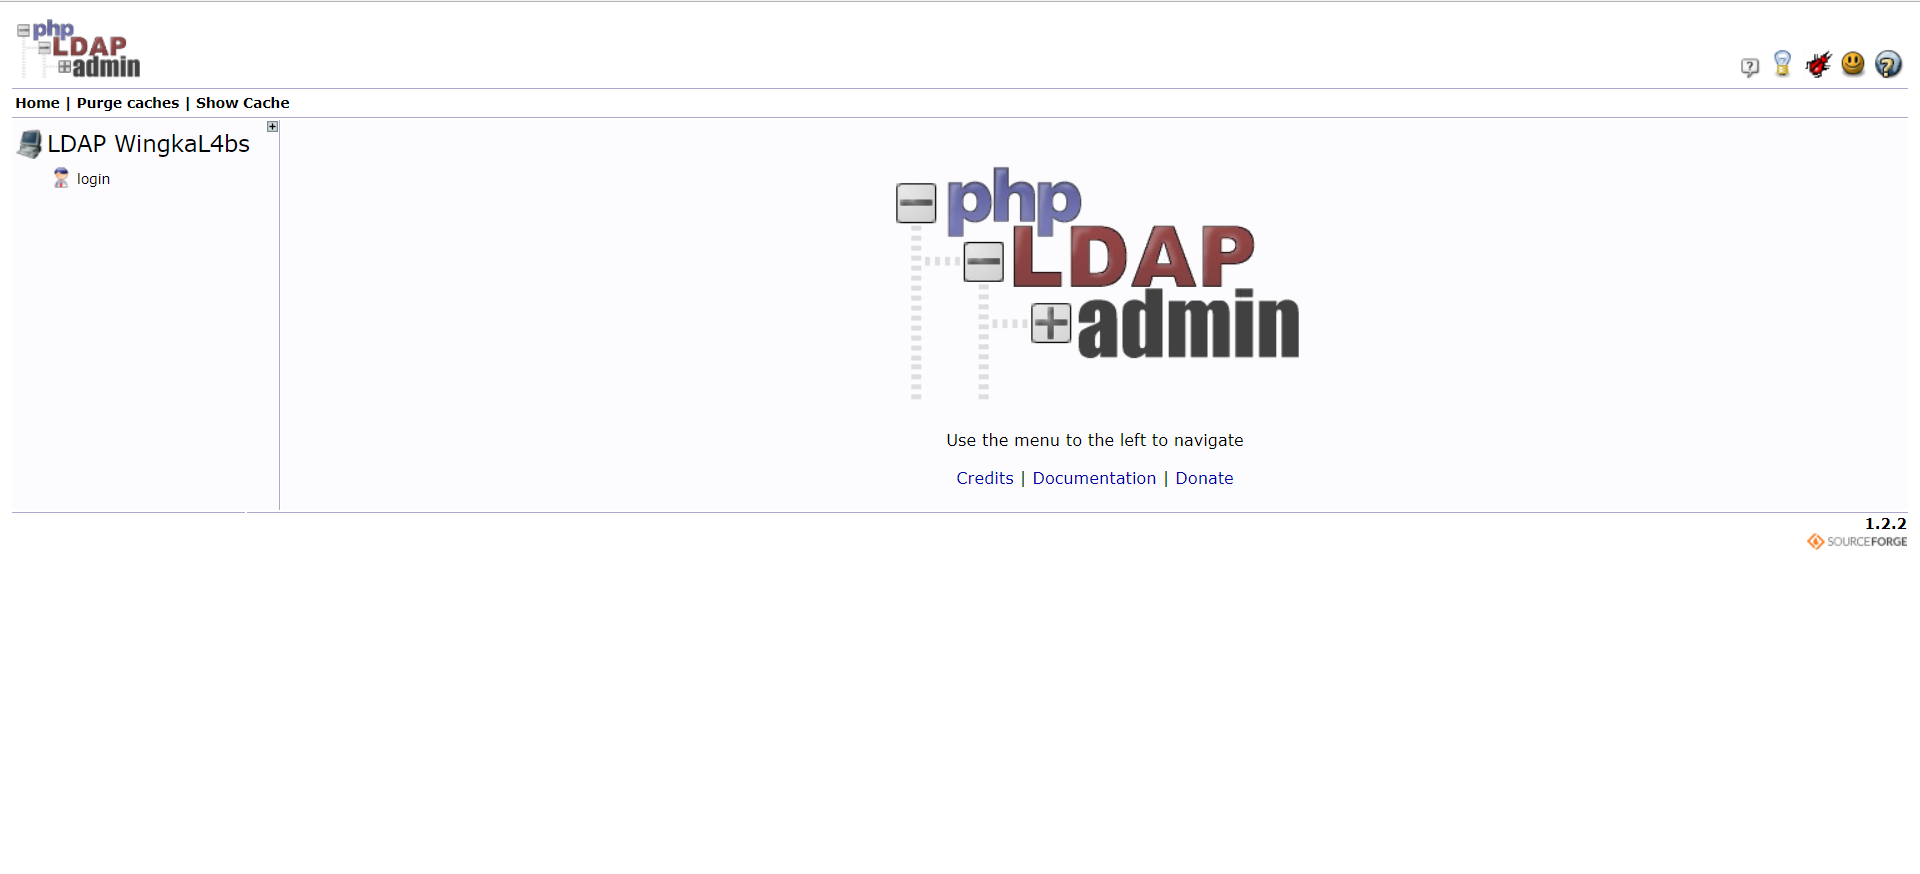 php
LDAP
admin
Home | Purge caches | Show Cache
LDAP WingkaL4bs
login
php
LDAP
admin
Use the menu to the left to navigate
Credits | Documentation | Donate
1.2.2
SOURCEFORGE